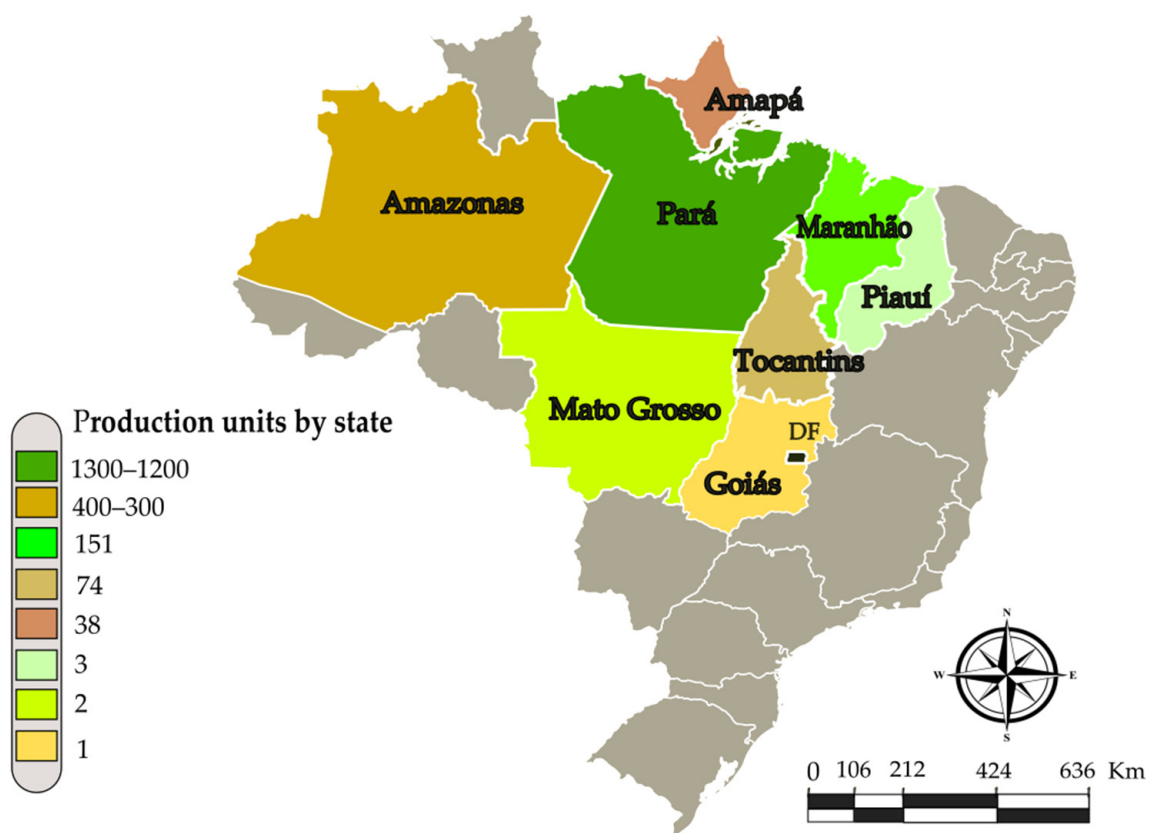 Amapá
Amazonas
Pará
Maranhão
Piauí
Tocantins
Mato Grosso
DF
Goiás
Production units by state
1300–1200
400–300
151
74
38
3
2
1
N
W E
S
0 106 212 424 636 Km